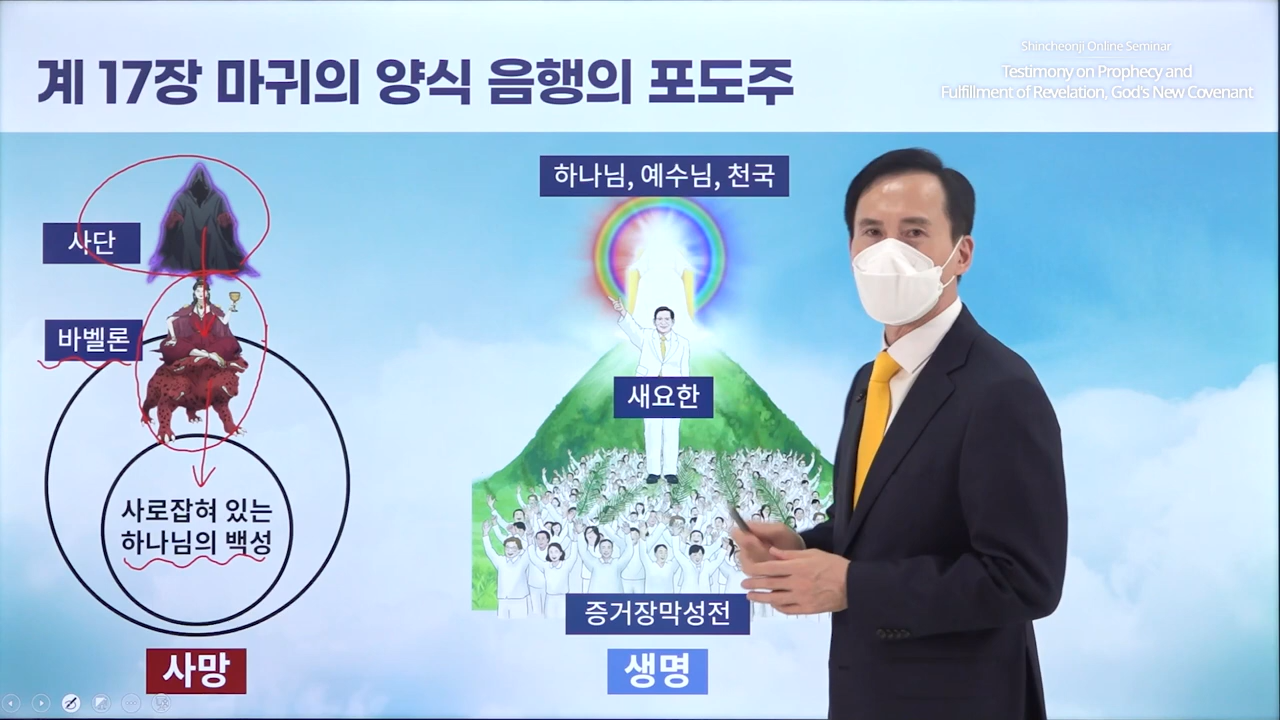 계 17장 마귀의 양식 음행의 포도주
Shincheonji Online Seminar
Testimony on Prophecy and
Fulfillment of Revelation, God's New Covenant
하나님, 예수님, 천국
사단
바벨론
새요한
사로잡혀 있는
하나님의 백성
증거장막성전
사망
생명